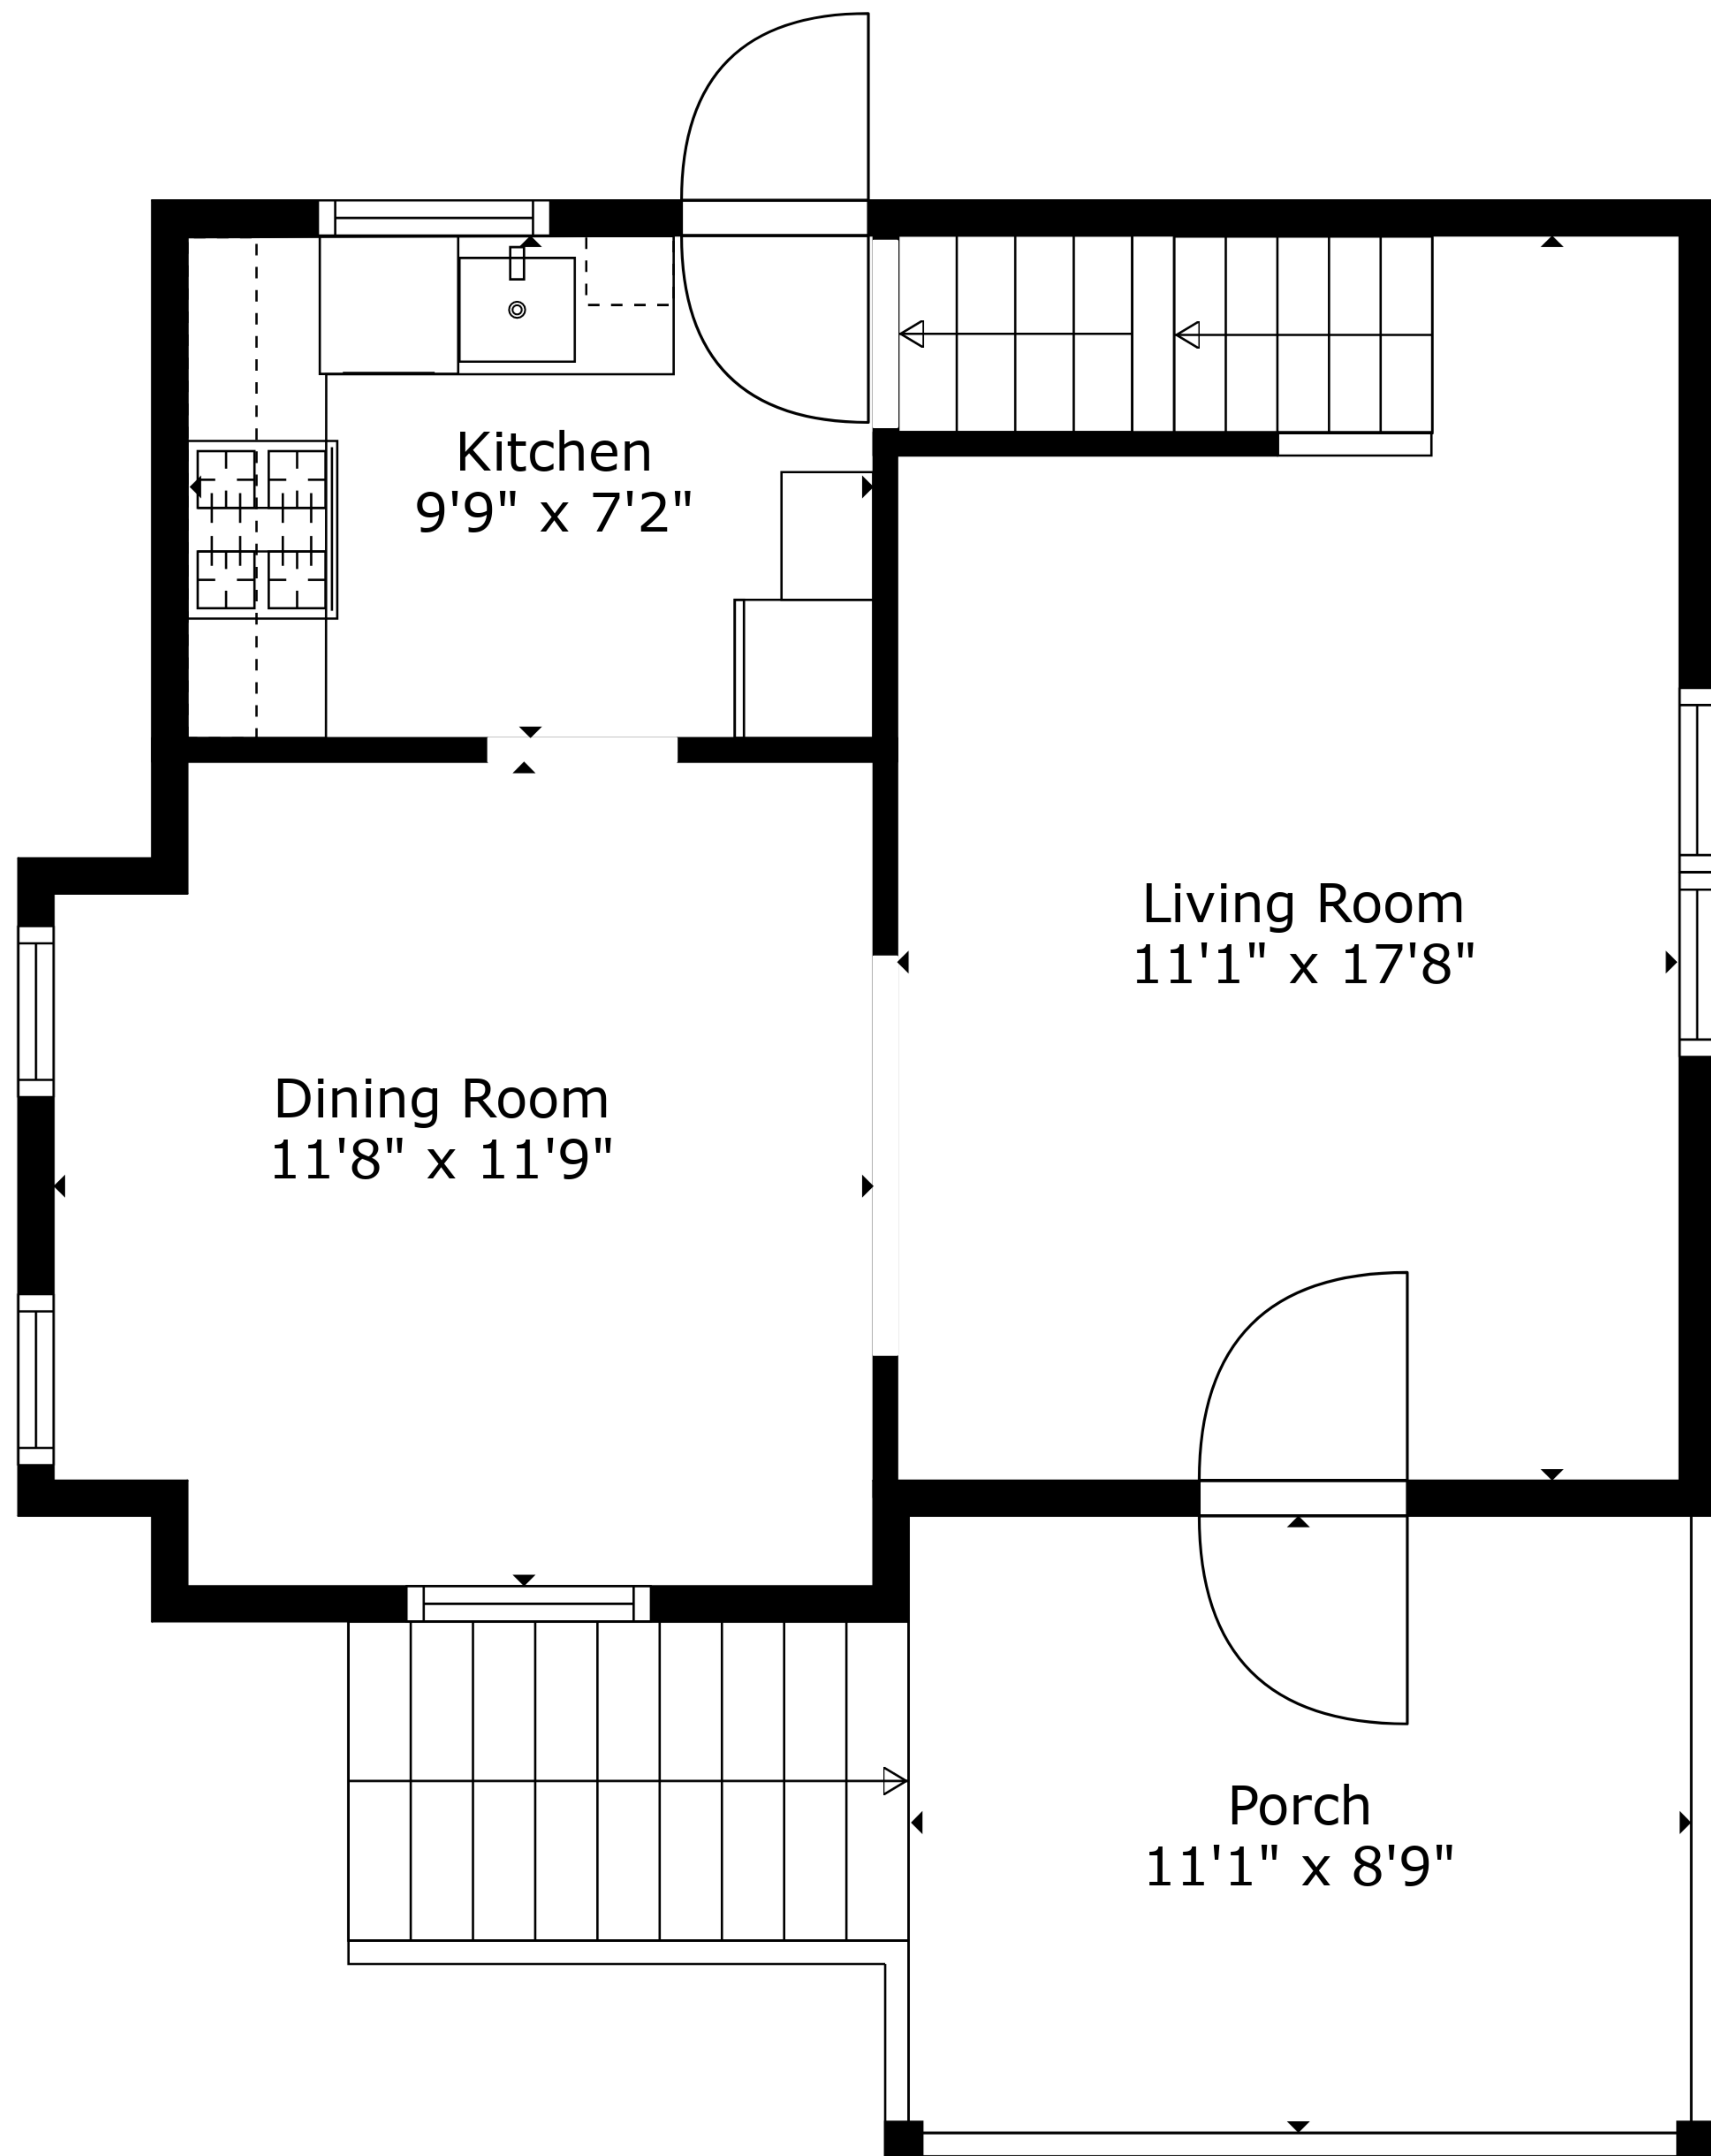 Kitchen
9'9" x 7'2"
Living Room
11'1" x 17'8"
Dining Room
11'8" x 11'9"
Porch
11'1" x 8'9"